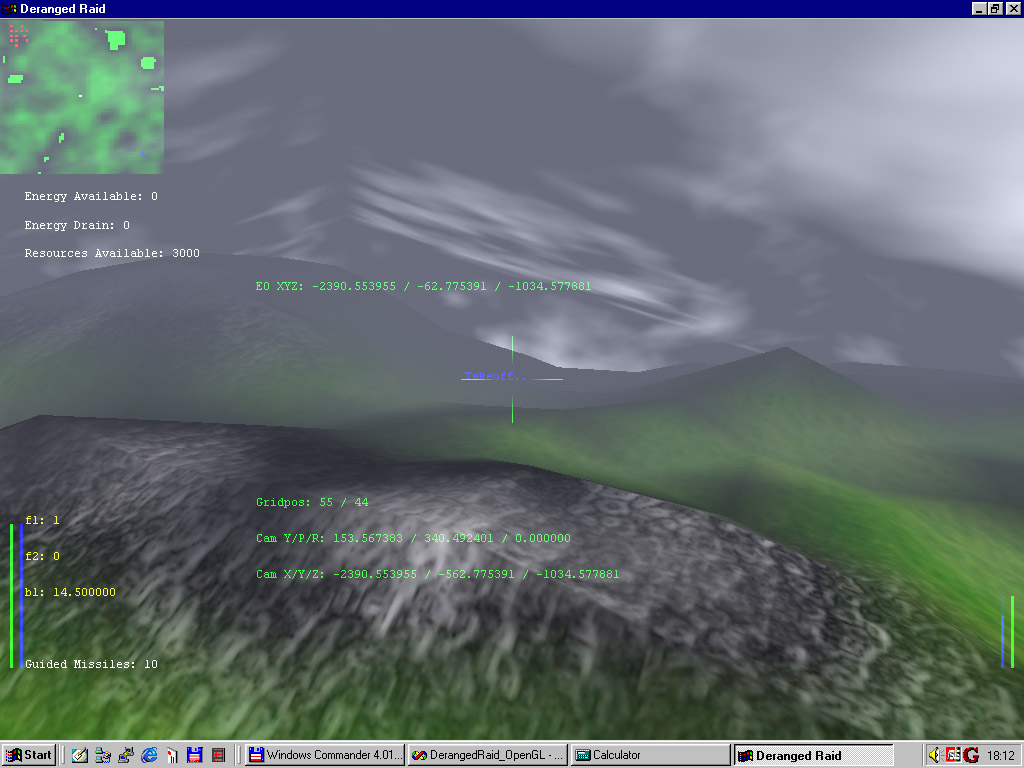 Deranged Raid
Energy Available: 0
Energy Drain: 0
Resources Available: 3000
EO XYZ: -2390.553955 / -62.775391 / -1034.577881
Takeoff..
Gridpos: 55 / 44
f1: 1
Cam Y/P/R: 153.567383 / 340.492401 / 0.000000
f2: 0
Cam X/Y/Z: -2390.553955 / -562.775391 / -1034.577881
b1: 14.500000
Guided Missiles: 10
Start
Windows Commander 4.01...
DerangedRaid_OpenGL - ...
Calculator
Deranged Raid
18:12